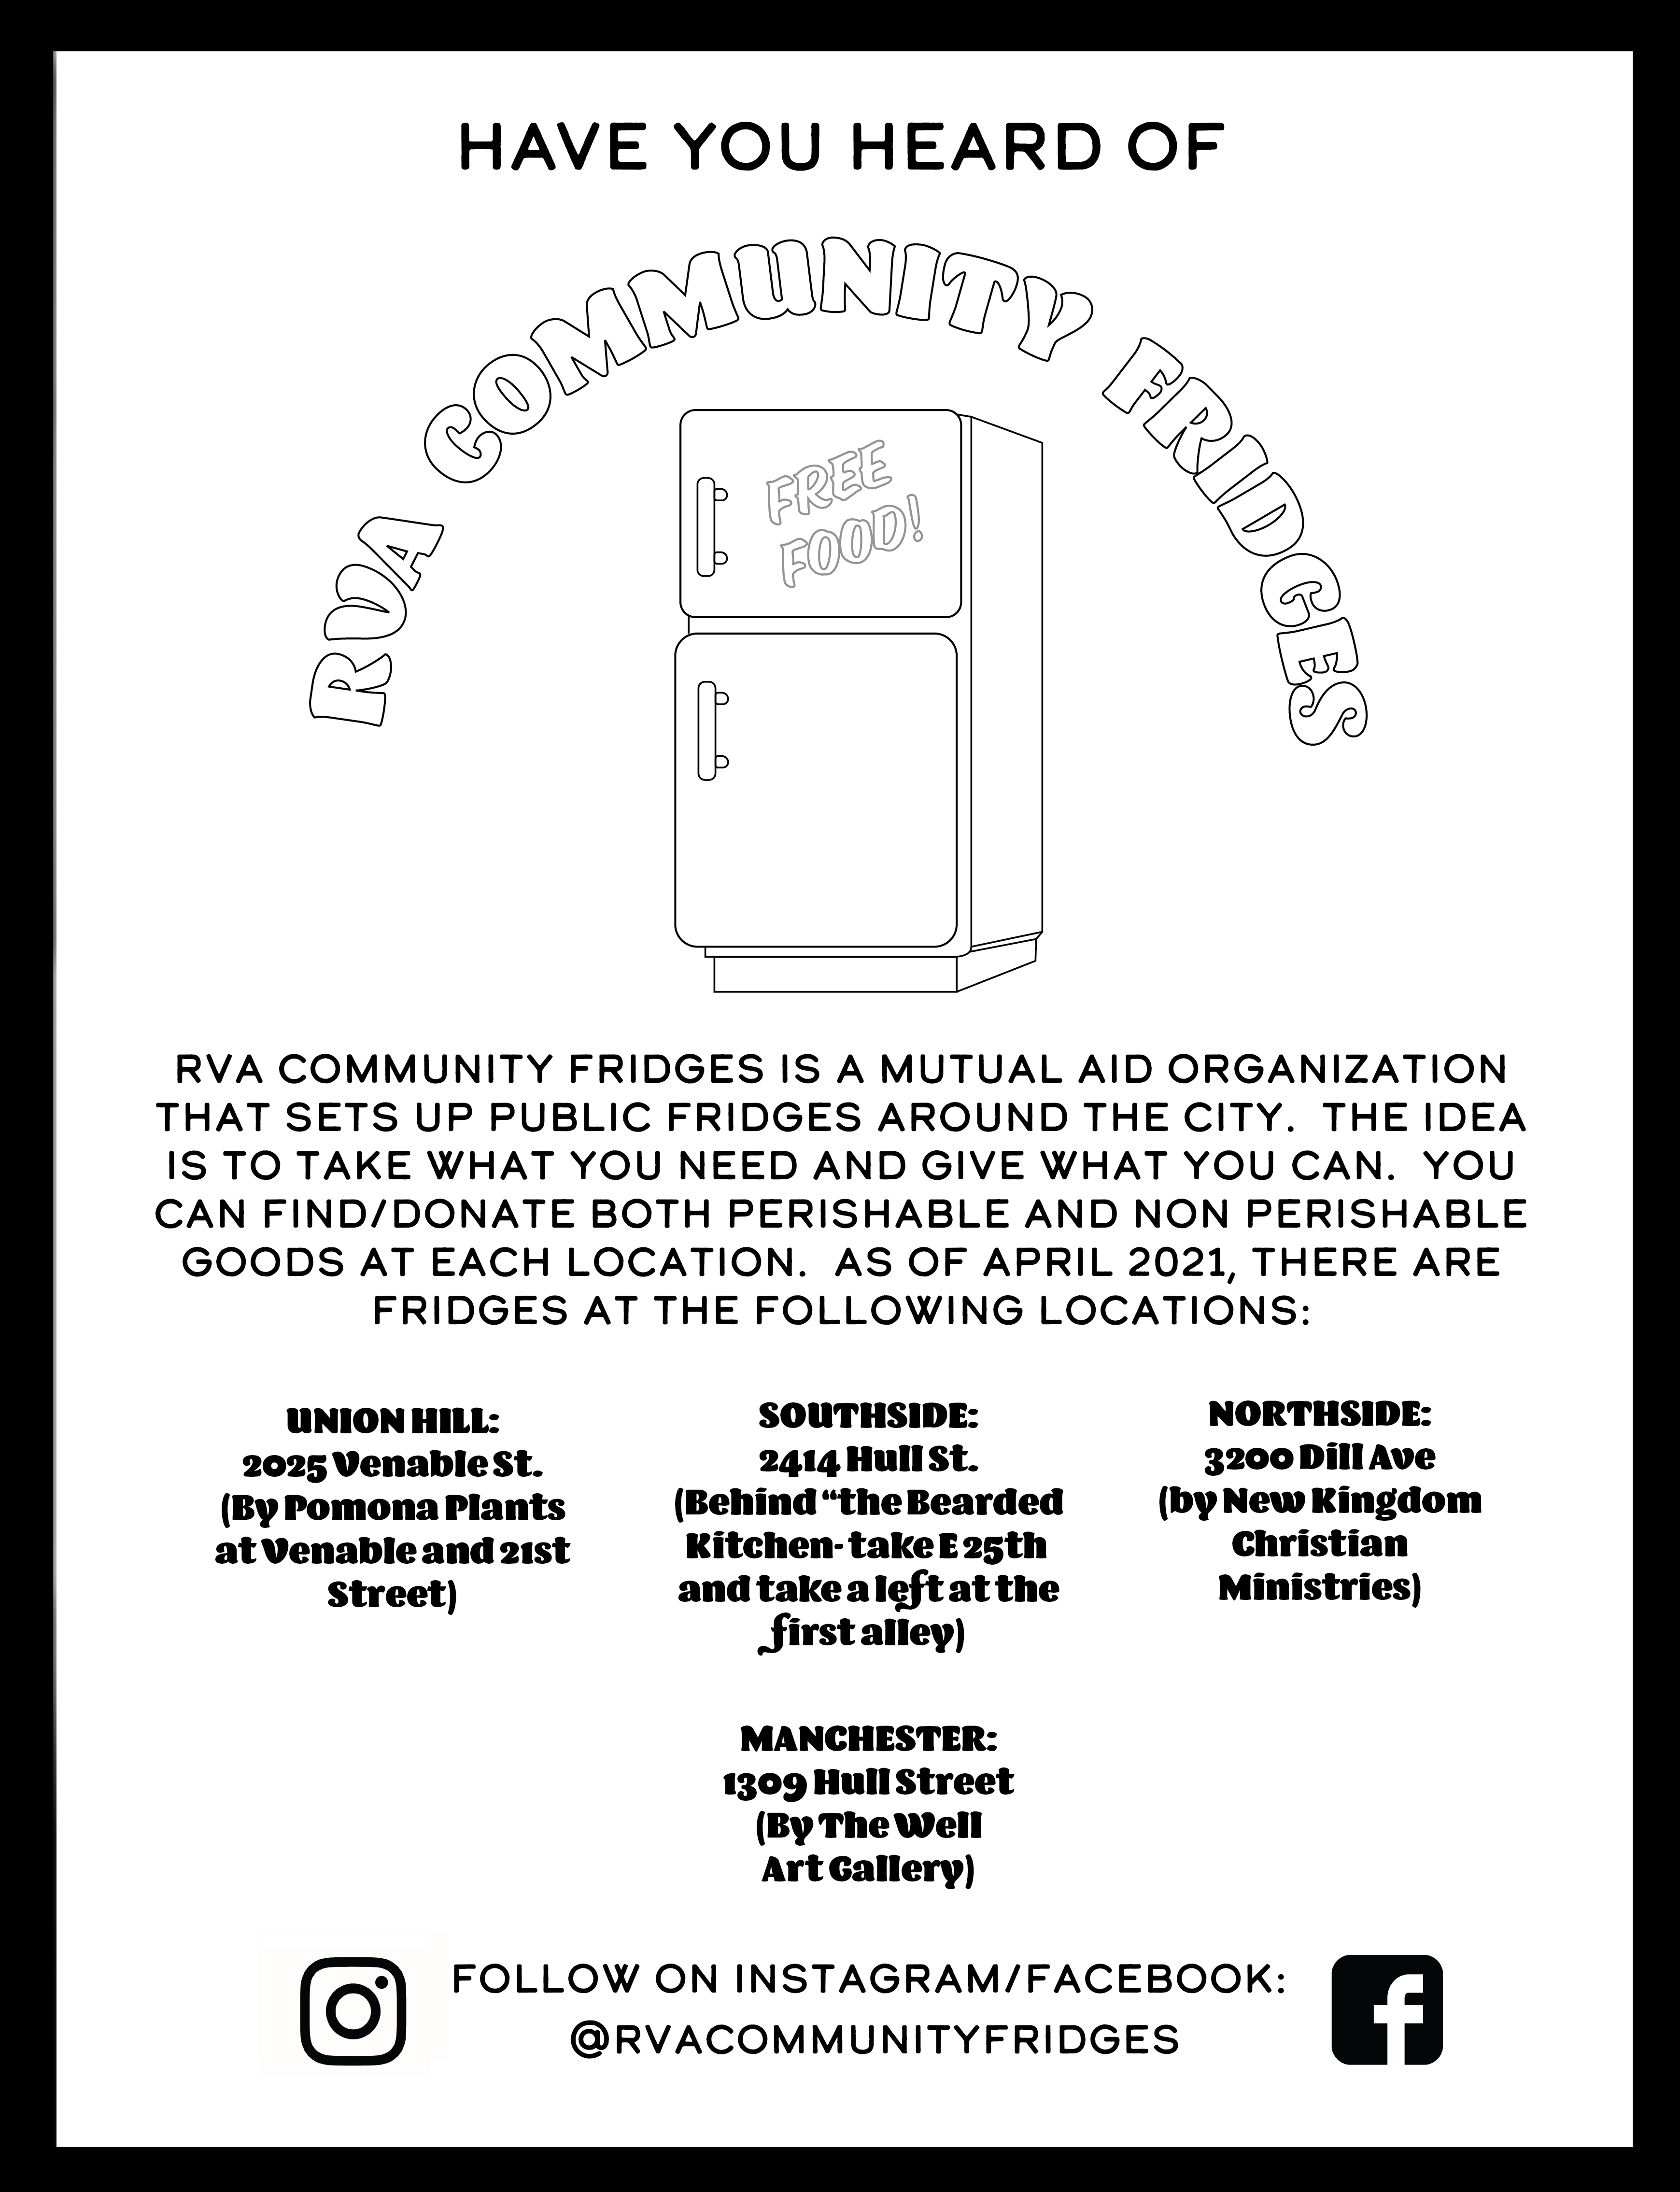 HAVE YOU HEARD OF
RVA COMMUNITY FRIDGES
FREE
FOOD!
RVA COMMUNITY FRIDGES IS A MUTUAL AID ORGANIZATION
THAT SETS UP PUBLIC FRIDGES AROUND THE CITY. THE IDEA
IS TO TAKE WHAT YOU NEED AND GIVE WHAT YOU CAN. YOU
CAN FIND/DONATE BOTH PERISHABLE AND NON PERISHABLE
GOODS AT EACH LOCATION. AS OF APRIL 2021, THERE ARE
FRIDGES AT THE FOLLOWING LOCATIONS:
UNION HILL:
2025 Venable St.
(By Pomona Plants
at Venable and 21st
Street)
SOUTHSIDE:
2414 Hull St.
(Behind “the Bearded
Kitchen- take E 25th
and take a left at the
first alley)
NORTHSIDE:
3200 Dill Ave
(by New Kingdom
Christian
Ministries)
MANCHESTER:
1309 Hull Street
(By The Well
Art Gallery)
FOLLOW ON INSTAGRAM/FACEBOOK:
@RVACOMMUNITYFRIDGES